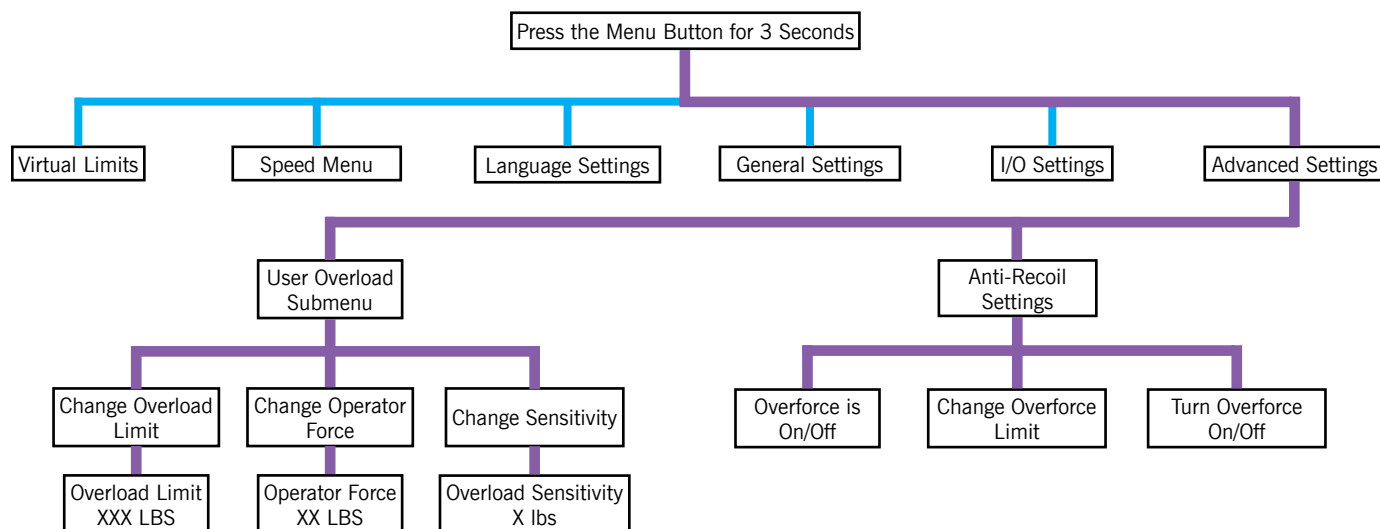 Press the Menu Button for 3 Seconds
Virtual Limits
Speed Menu
Language Settings
General Settings
I/O Settings
Advanced Settings
User Overload
Submenu
Anti-Recoil
Settings
Change Overload
Limit
Change Operator
Force
Change Sensitivity
Overforce is
On/Off
Change Overforce
Limit
Turn Overforce
On/Off
Overload Limit
XXX LBS
Operator Force
XX LBS
Overload Sensitivity
X lbs